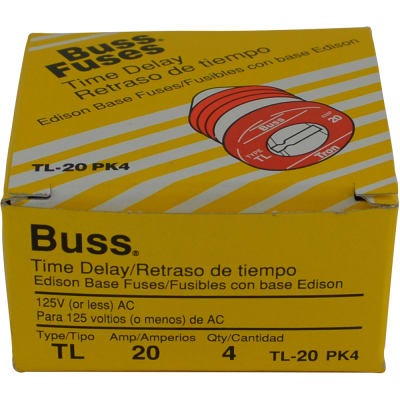 Buss®
Fuses
Time Delay
Retraso de tiempo
Edison Base Fuses/Fusibles con base Edison
Buss
20
TYPE
TL
Tron
TL-20 PK4
Buss®
Time Delay/Retraso de tiempo
Edison Base Fuses/Fusibles con base Edison
125V (or less) AC
Para 125 voltios (o menos) de AC
Type/Tipo Amp/Amperios Qty/Cantidad
TL 20 4 TL-20 PK4